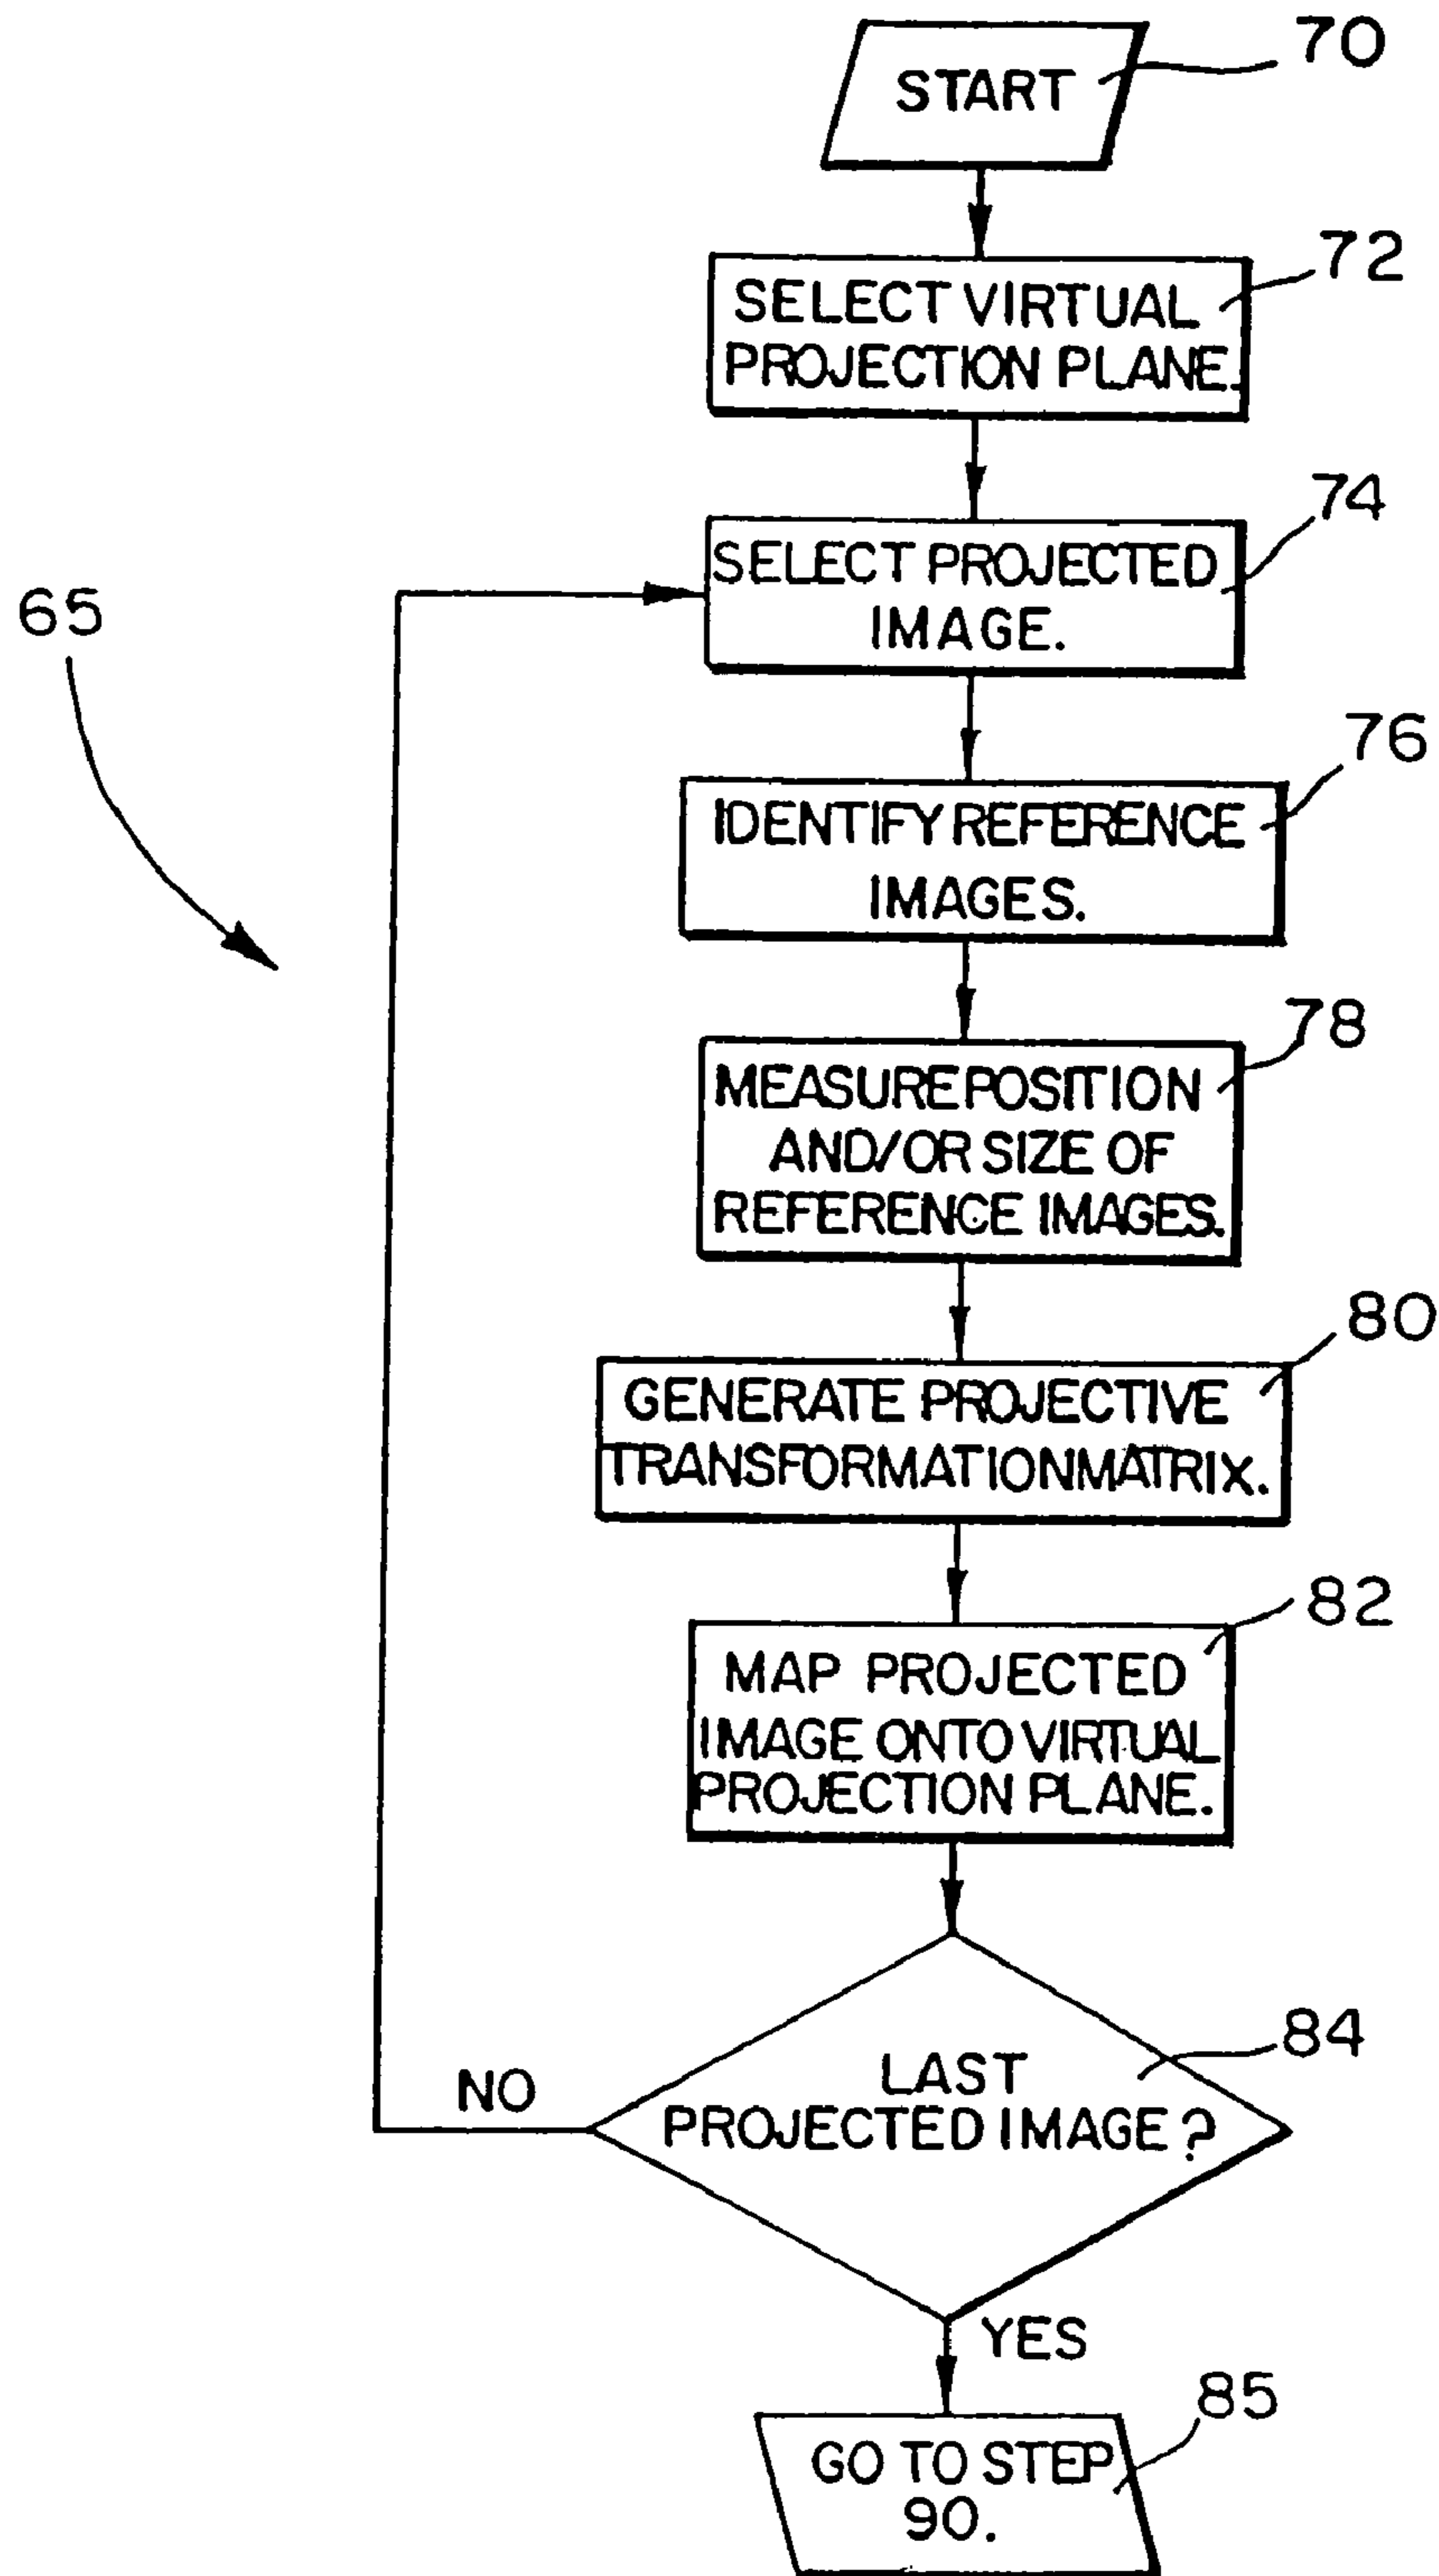 70
START
72
SELECT VIRTUAL
PROJECTION PLANE.
74
SELECT PROJECTED
IMAGE.
65
76
IDENTIFY REFERENCE
IMAGES.
78
MEASURE POSITION
AND/OR SIZE OF
REFERENCE IMAGES.
80
GENERATE PROJECTIVE
TRANSFORMATION MATRIX.
82
MAP PROJECTED
IMAGE ONTO VIRTUAL
PROJECTION PLANE.
84
LAST
PROJECTED IMAGE?
NO
YES
85
GO TO STEP
90.